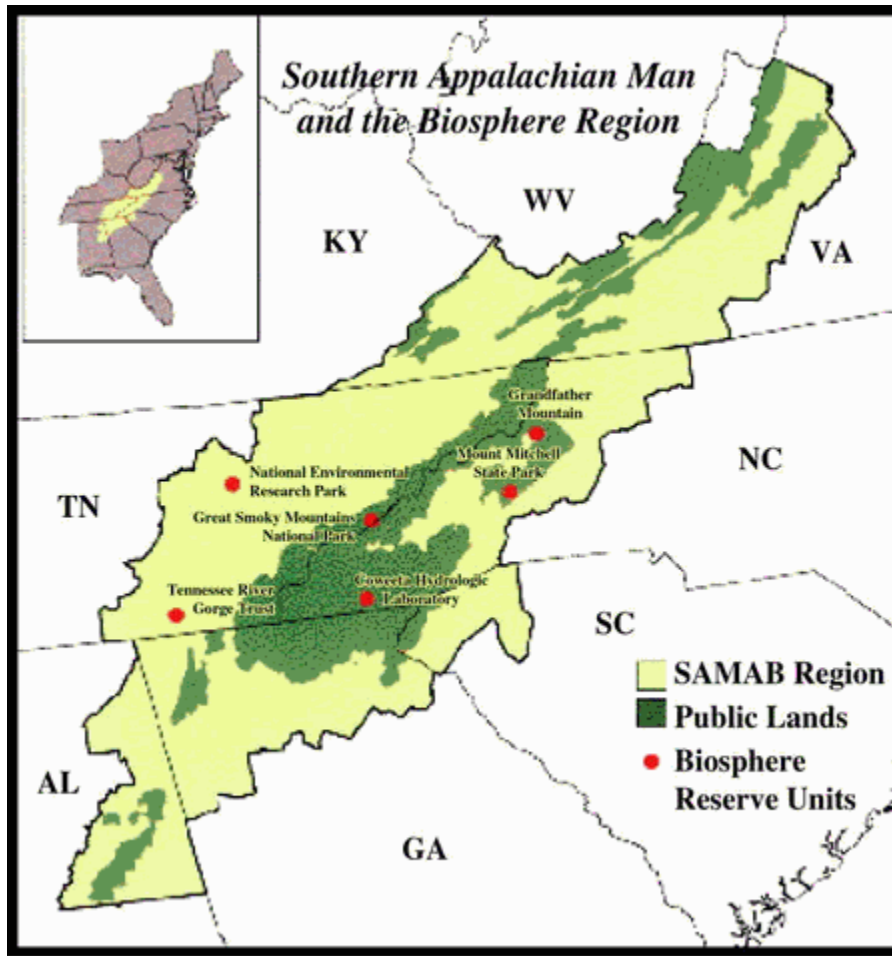 Southern Appalachian Man
and the Biosphere Region
WV
KY
VA
Grandfather
Mountain
Mount Mitchell
State Park
NC
National Environmental
Research Park
TN
Great Smoky Mountains
National Park
Tennessee River
Gorge Trust
Coweeta Hydrologic
Laboratory
SC
SAMAB Region
Public Lands
Biosphere
Reserve Units
AL
GA